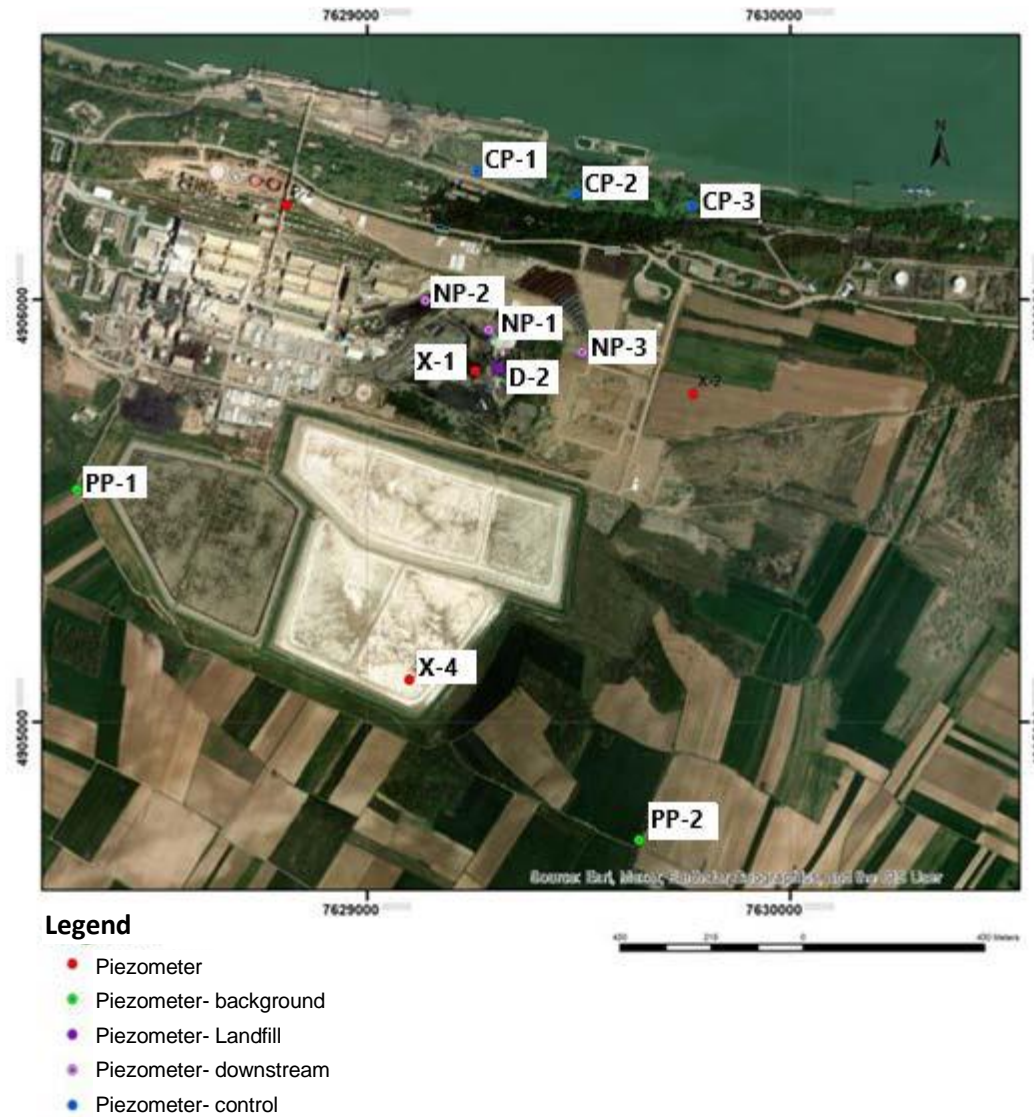 7629000 7630000
N
CP-1
CP-2
CP-3
4906000
NP-2
NP-1
NP-3
X-1
D-2
PP-1
X-4
4905000
PP-2
7629000 7630000
Legend
Piezometer
Piezometer- background
Piezometer- Landfill
Piezometer- downstream
Piezometer- control